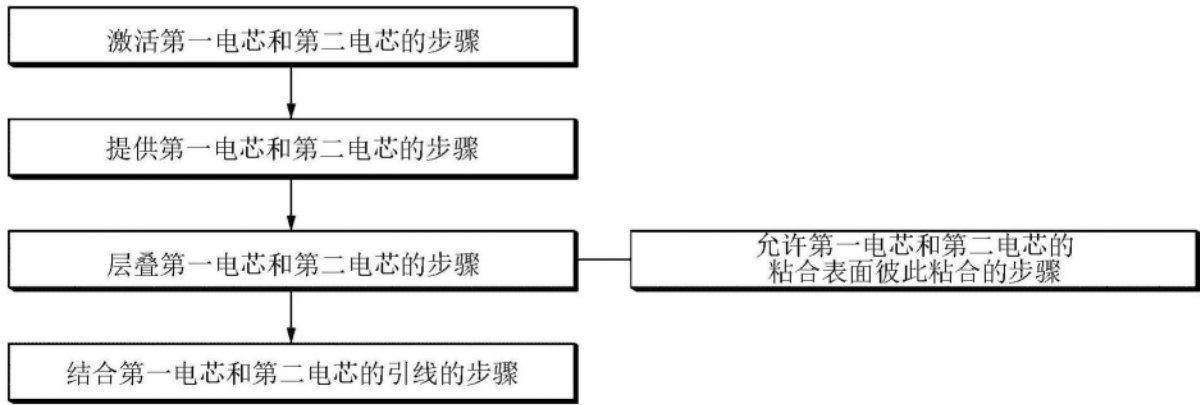 激活第一电芯和第二电芯的步骤
提供第一电芯和第二电芯的步骤
层叠第一电芯和第二电芯的步骤
允许第一电芯和第二电芯的
粘合表面彼此粘合的步骤
结合第一电芯和第二电芯的引线的步骤